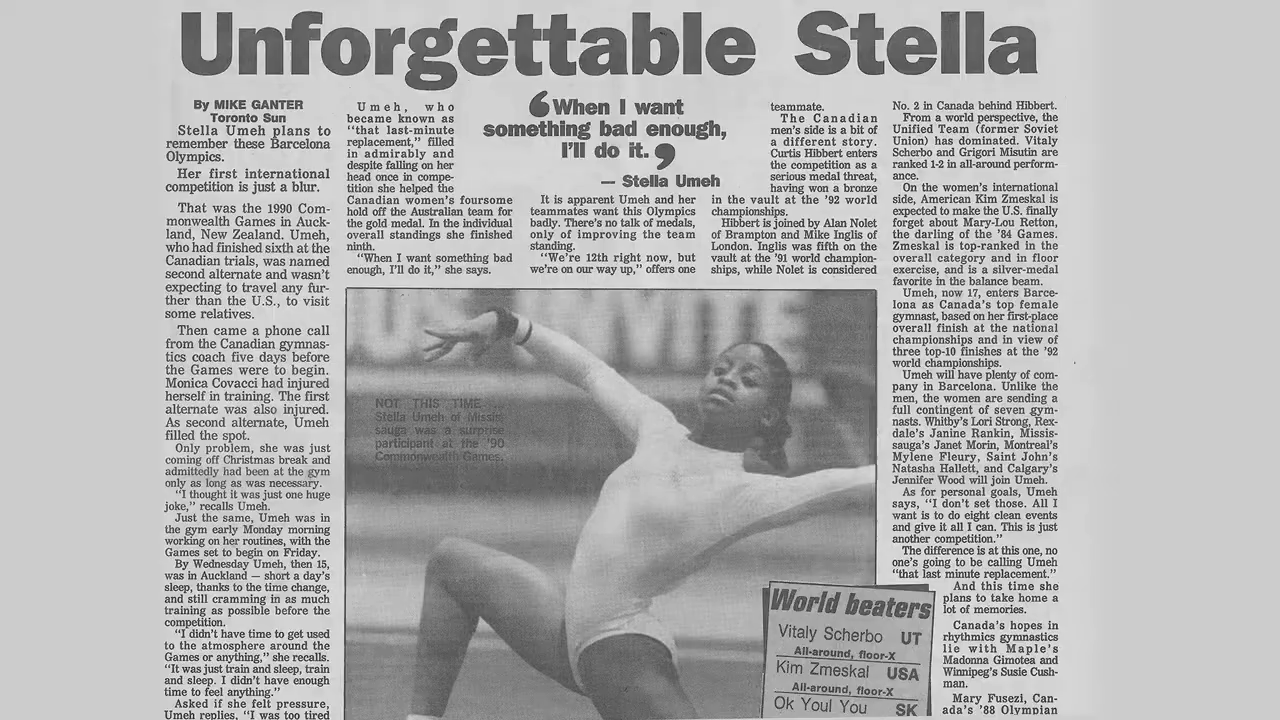 Unforgettable Stella
By MIKE GANTER
Toronto Sun
Stella Umeh plans to
remember these Barcelona
Olympics.
Her first international
competition is just a blur.
That was the 1990 Com-
monwealth Games in Auck-
land, New Zealand. Umeh,
who had finished sixth at the
Canadian trials, was named
second alternate and wasn't
expecting to travel any fur-
ther than the U.S., to visit
some relatives.
Then came a phone call
from the Canadian gymnas-
tics coach five days before
the Games were to begin.
Monica Covacci had injured
herself in training. The first
alternate was also injured.
As second alternate, Umeh
filled the spot.
Only problem, she was just
coming off Christmas break and
admittedly had been at the gym
only as long as was necessary.
"I thought it was just one huge
joke," recalls Umeh.
Just the same, Umeh was in
the gym early Monday morning
working on her routines, with the
Games set to begin on Friday.
By Wednesday Umeh, then 15,
was in Auckland — short a day's
sleep, thanks to the time change,
and still cramming in as much
training as possible before the
competition.
"I didn't have time to get used
to the atmosphere around the
Games or anything," she recalls.
"It was just train and sleep, train
and sleep. I didn't have enough
time to feel anything."
Asked if she felt pressure,
Umeh replies, "I was too tired
Umeh, who
became known as
"that last-minute
replacement," filled
in admirably and
despite falling on her
head once in compe-
tition she helped the
Canadian women's foursome
hold off the Australian team for
the gold medal. In the individual
overall standings she finished
ninth.
"When I want something bad
enough, I'll do it," she says.
'When I want
something bad enough,
I'll do it.'
— Stella Umeh
It is apparent Umeh and her
teammates want this Olympics
badly. There's no talk of medals,
only of improving the team
standing.
"We're 12th right now, but
we're on our way up," offers one
teammate.
The Canadian
men's side is a bit of
a different story.
Curtis Hibbert enters
the competition as a
serious medal threat,
having won a bronze
in the vault at the '92 world
championships.
Hibbert is joined by Alan Nolet
of Brampton and Mike Inglis of
London. Inglis was fifth on the
vault at the '91 world champion-
ships, while Nolet is considered
No. 2 in Canada behind Hibbert.
From a world perspective, the
Unified Team (former Soviet
Union) has dominated. Vitaly
Scherbo and Grigori Misutin are
ranked 1-2 in all-around perform-
ance.
On the women's international
side, American Kim Zmeskal is
expected to make the U.S. finally
forget about Mary-Lou Retton,
the darling of the '84 Games.
Zmeskal is top-ranked in the
overall category and in floor
exercise, and is a silver-medal
favorite in the balance beam.
Umeh, now 17, enters Barce-
lona as Canada's top female
gymnast, based on her first-place
overall finish at the national
championships and in view of
three top-10 finishes at the '92
world championships.
Umeh will have plenty of com-
pany in Barcelona. Unlike the
men, the women are sending a
full contingent of seven gym-
nasts. Whitby's Lori Strong, Rex-
dale's Janine Rankin, Missis-
sauga's Janet Morin, Montreal's
Mylene Fleury, Saint John's
Natasha Hallett, and Calgary's
Jennifer Wood will join Umeh.
As for personal goals, Umeh
says, "I don't set those. All I
want is to do eight clean events
and give it all I can. This is just
another competition."
The difference is at this one, no
one's going to be calling Umeh
"that last minute replacement."
And this time she
plans to take home a
lot of memories.
Canada's hopes in
rhythmics gymnastics
lie with Maple's
Madonna Gimotea and
Winnipeg's Susie Cush-
man.
Mary Fusezi, Can-
ada's '88 Olympian
NOT THIS TIME ...
Stella Umeh of Missis-
sauga was a surprise
participant at the '90
Commonwealth Games.
World beaters
Vitaly Scherbo UT
All-around, floor-X
Kim Zmeskal USA
All-around, floor-X
Ok Youl You SK